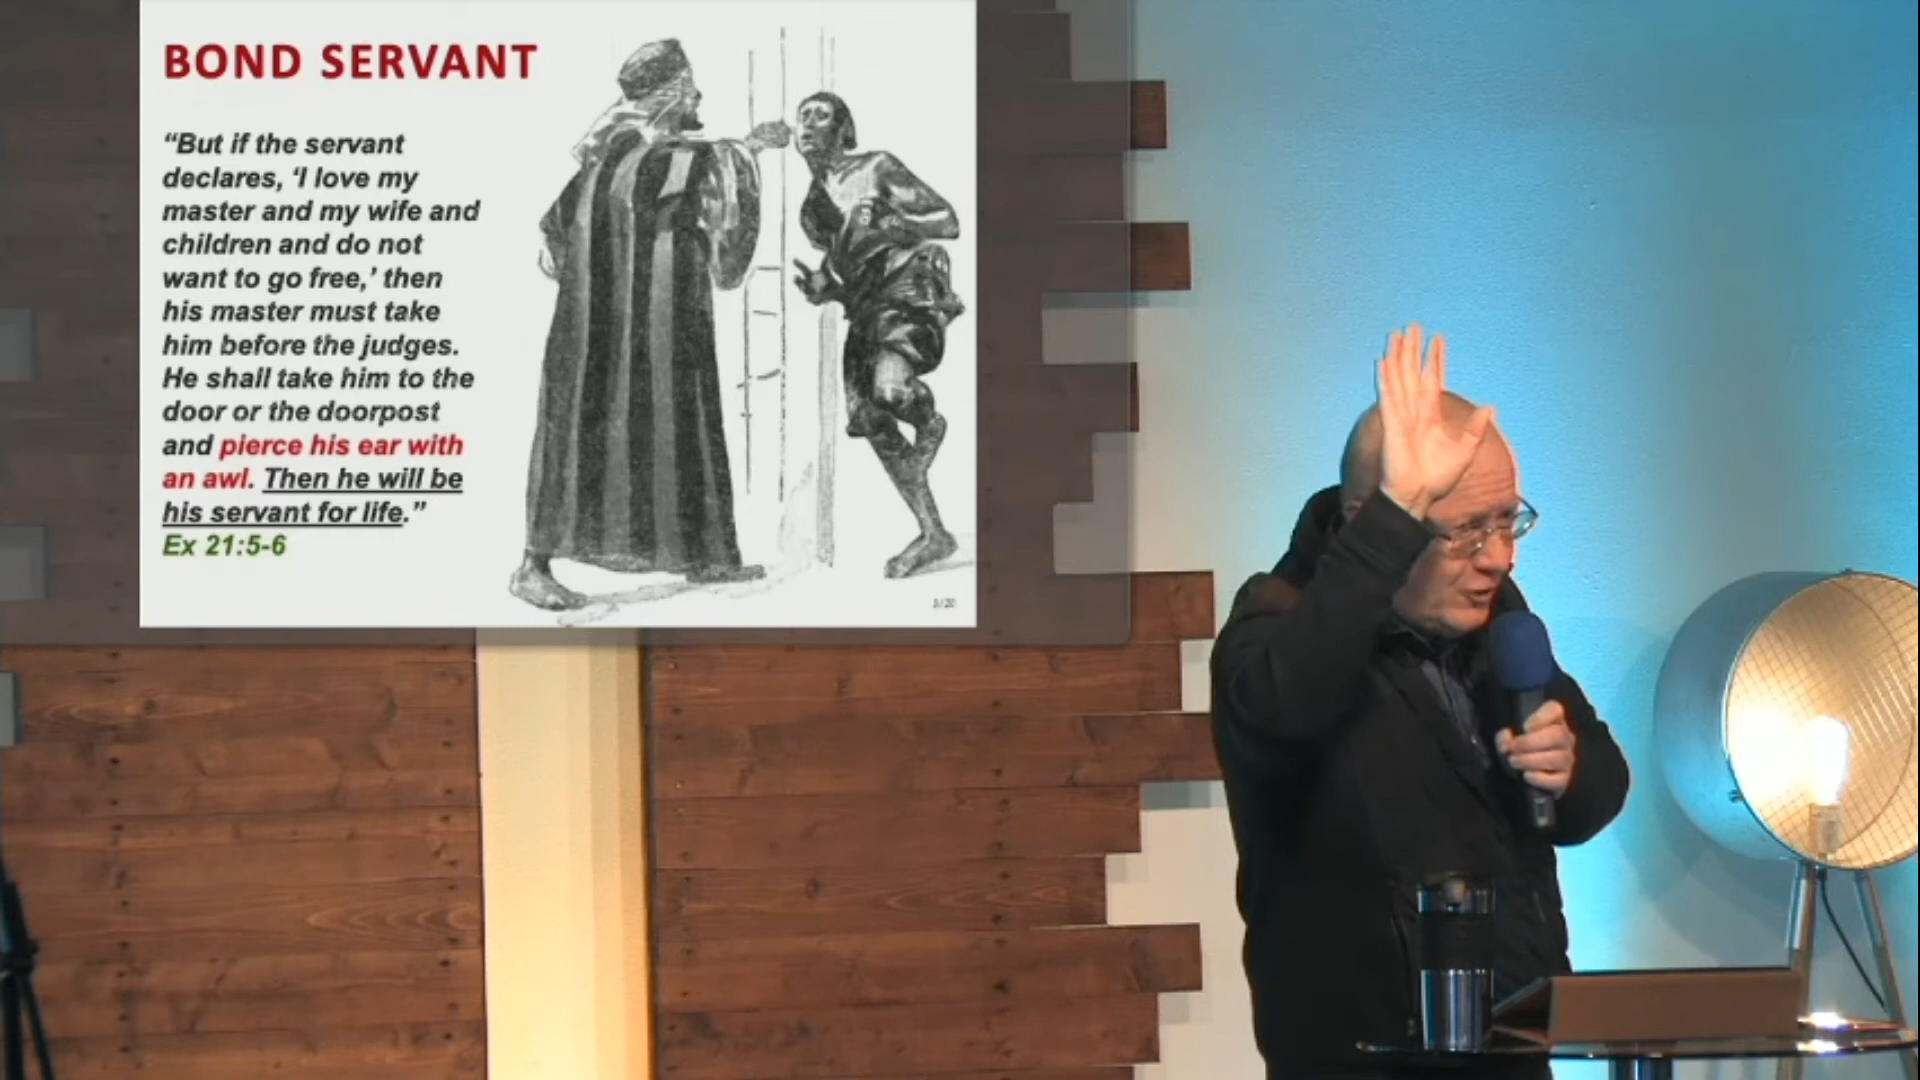 BOND SERVANT
“But if the servant
declares, ‘I love my
master and my wife and
children and do not
want to go free,’ then
his master must take
him before the judges.
He shall take him to the
door or the doorpost
and pierce his ear with
an awl. Then he will be
his servant for life.”
Ex 21:5-6